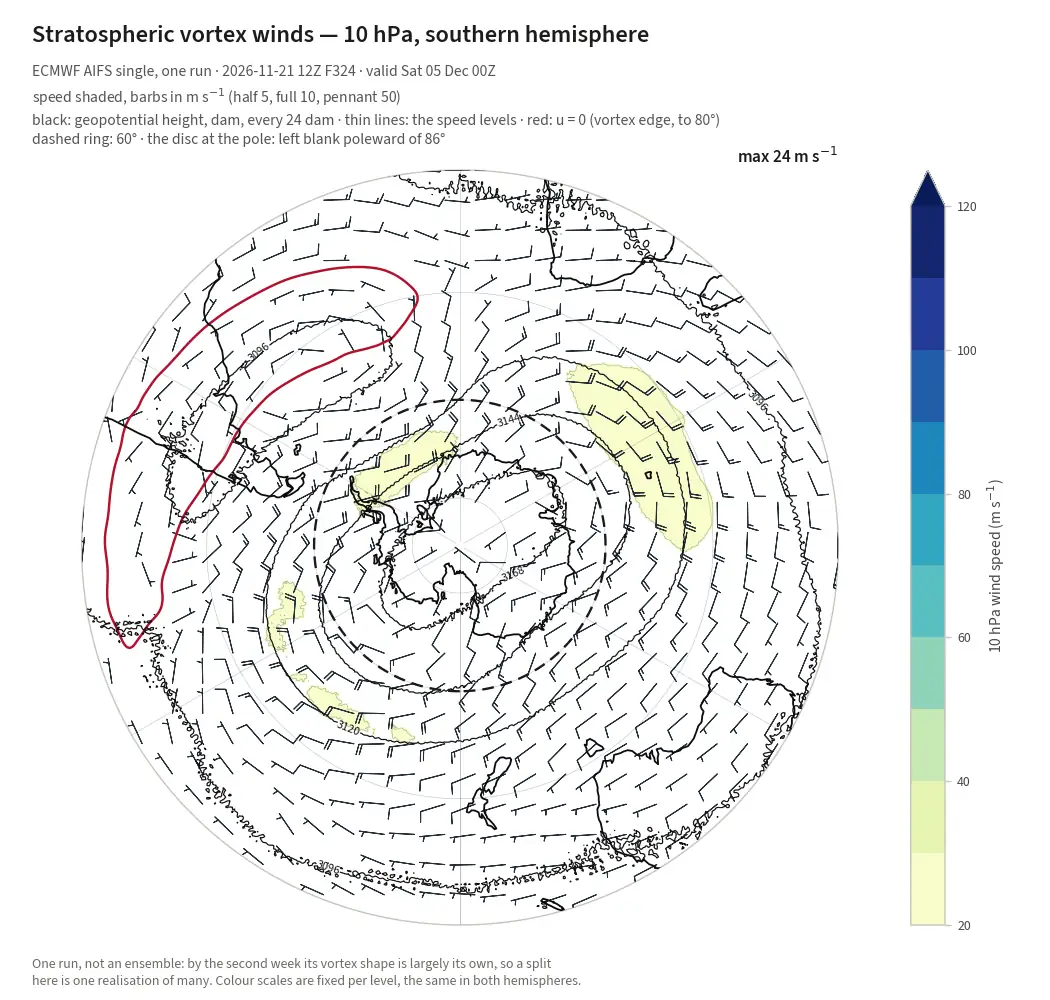 Stratospheric vortex winds — 10 hPa, southern hemisphere
ECMWF AIFS single, one run · 2026-11-21 12Z F324 · valid Sat 05 Dec 00Z
speed shaded, barbs in m s⁻¹ (half 5, full 10, pennant 50)
black: geopotential height, dam, every 24 dam · thin lines: the speed levels · red: u = 0 (vortex edge, to 80°)
dashed ring: 60° · the disc at the pole: left blank poleward of 86°
max 24 m s⁻¹
120
100
80
60
40
20
10 hPa wind speed (m s⁻¹)
3096
3096
3144
3168
3120
3096
One run, not an ensemble: by the second week its vortex shape is largely its own, so a split
here is one realisation of many. Colour scales are fixed per level, the same in both hemispheres.